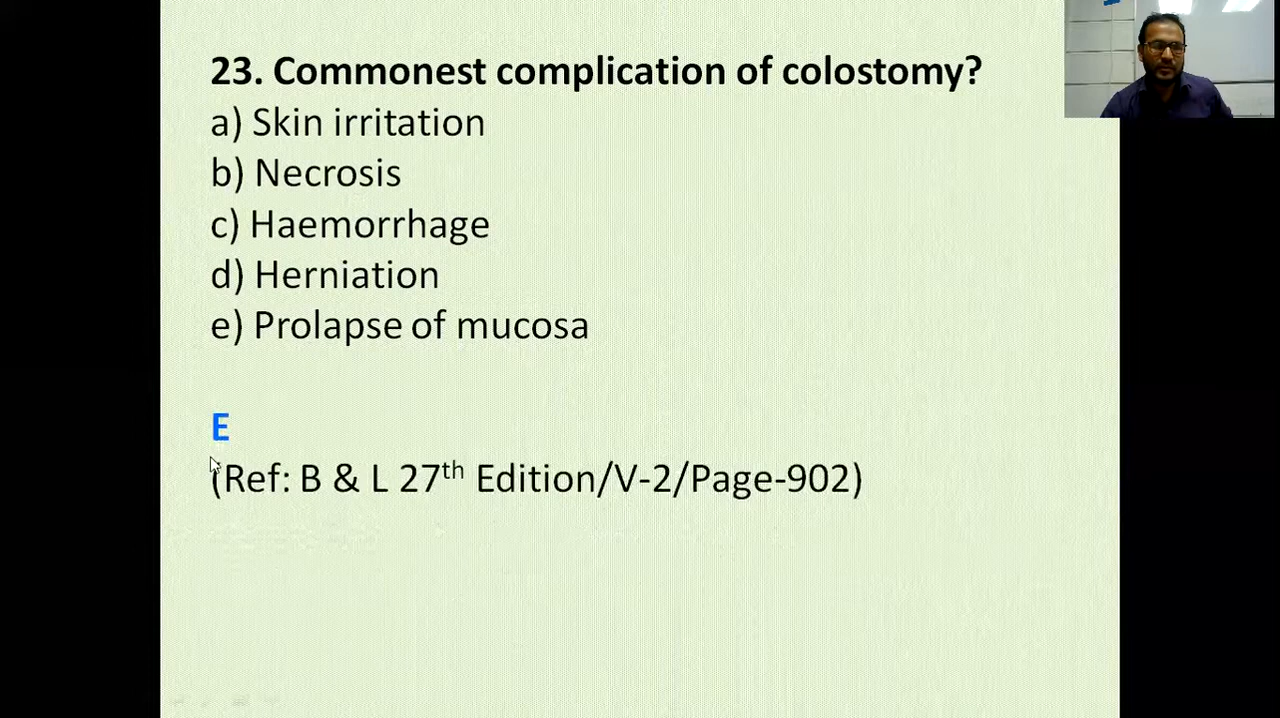 23. Commonest complication of colostomy?
a) Skin irritation
b) Necrosis
c) Haemorrhage
d) Herniation
e) Prolapse of mucosa
E
(Ref: B & L 27th Edition/V-2/Page-902)